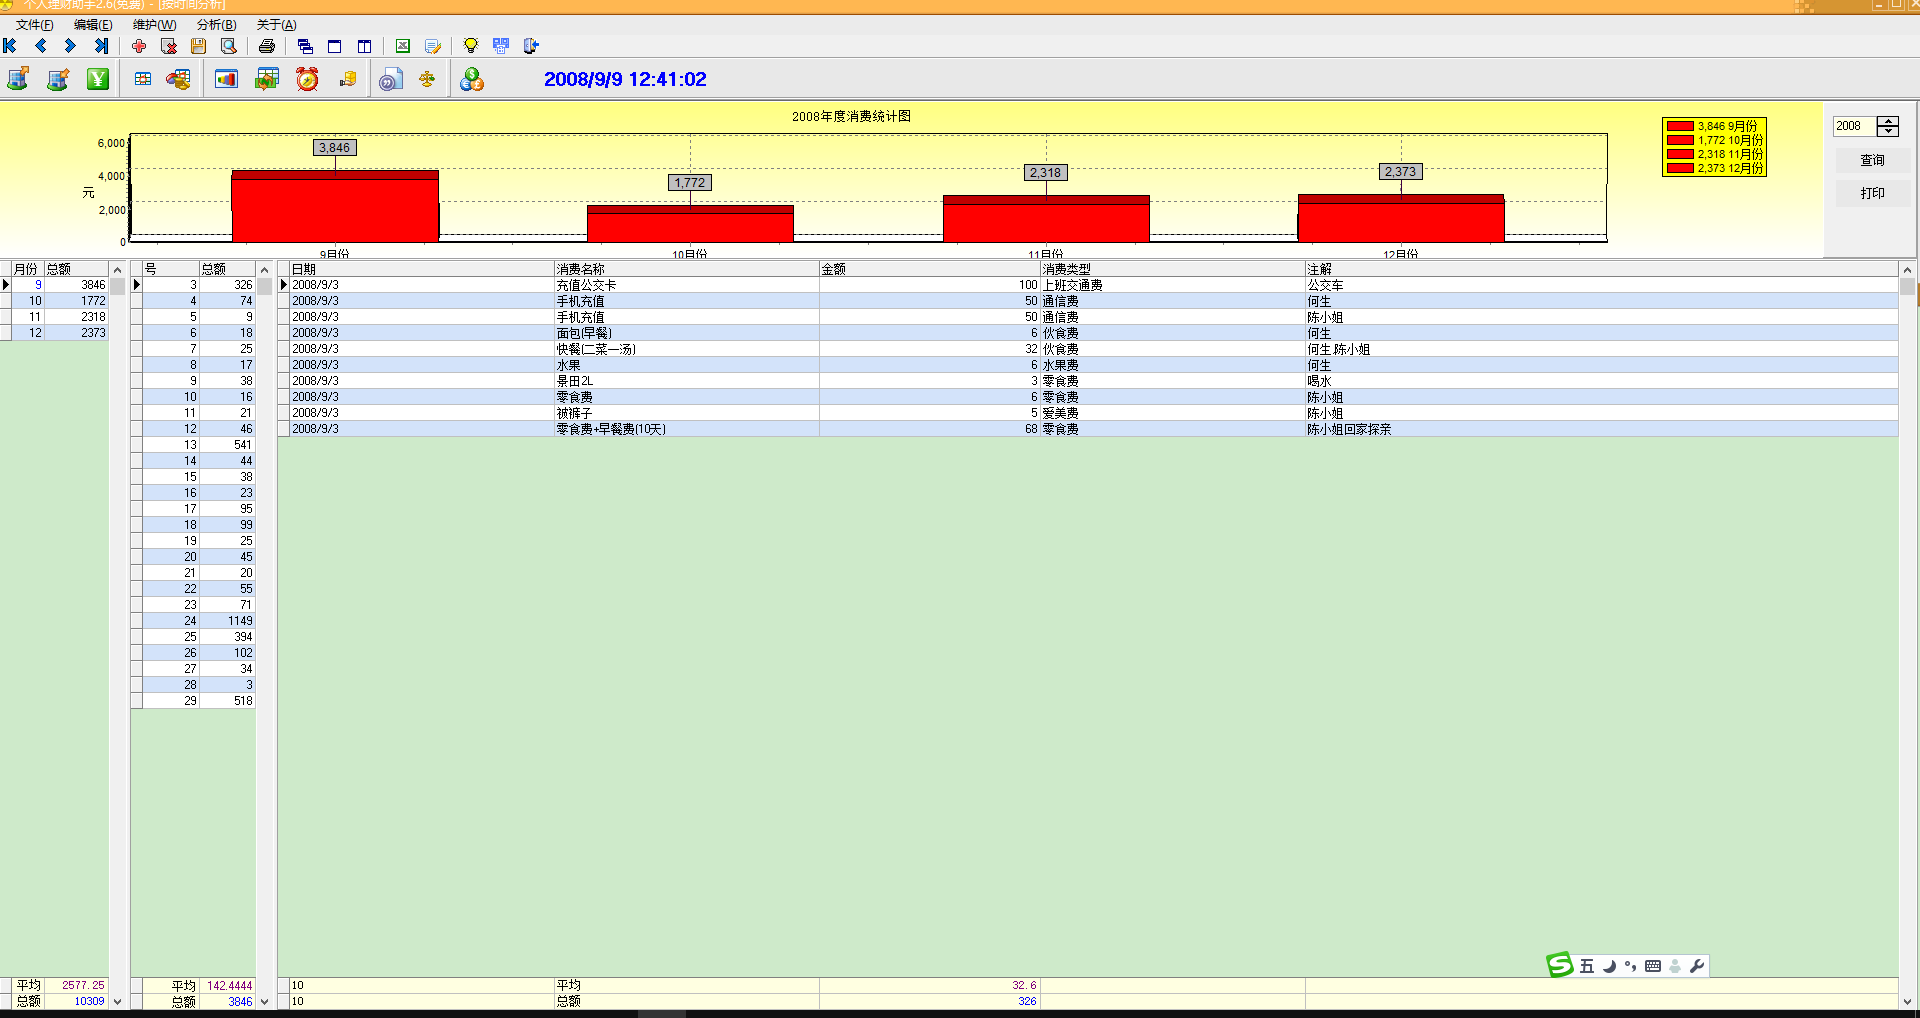 个人理财助手2.6(免器) - [按时间分析]
文件(F) 编辑(E) 维护(W) 分析(B) 关于(A)
2008/9/9 12:41:02
2008年度消费统计图
6,000
4,000
元
2,000
0
3,846
1,772
2,318
2,373
9月份 10月份 11月份 12月份
3,846 9月份
1,772 10月份
2,318 11月份
2,373 12月份
2008
查询
打印
月份 总额
9 3846
10 1772
11 2318
12 2373
平均 2577.25
总额 10309
号 总额
3 326
4 74
5 9
6 18
7 25
8 17
9 38
10 16
11 21
12 46
13 541
14 44
15 38
16 23
17 95
18 99
19 25
20 45
21 20
22 55
23 71
24 1149
25 394
26 102
27 34
28 3
29 518
平均 142.4444
总额 3846
日期 消费名称 金额 消费类型 注解
2008/9/3 充值公交卡 100 上班交通费 公交车
2008/9/3 手机充值 50 通信费 何生
2008/9/3 手机充值 50 通信费 陈小姐
2008/9/3 面包(早餐) 6 伙食费 何生
2008/9/3 快餐(二菜一汤) 32 伙食费 何生.陈小姐
2008/9/3 水果 6 水果费 何生
2008/9/3 景田2L 3 零食费 喝水
2008/9/3 零食费 6 零食费 陈小姐
2008/9/3 被裤子 5 爱美费 陈小姐
2008/9/3 零食费+早餐费(10天) 68 零食费 陈小姐回家探亲
10 平均 32.6
10 总额 326
五